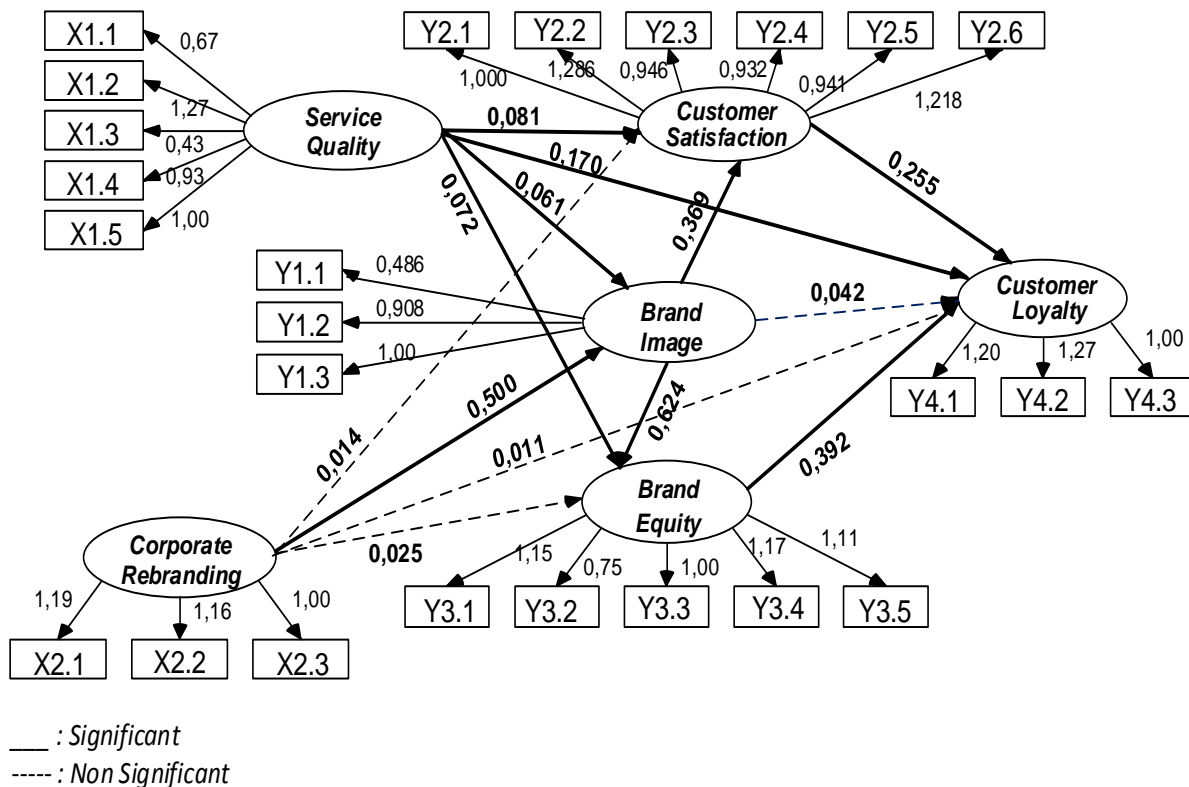 X1.1
X1.2
X1.3
X1.4
X1.5
0,67
1,27
0,43
0,93
1,00
Service
Quality
Y2.1
Y2.2
Y2.3
Y2.4
Y2.5
Y2.6
1,000
1,286
0,946
0,932
0,941
1,218
Customer
Satisfaction
0,081
0,170
0,061
0,072
0,369
0,255
Y1.1
Y1.2
Y1.3
0,486
0,908
1,00
Brand
Image
0,042
Customer
Loyalty
1,20
1,27
1,00
Y4.1
Y4.2
Y4.3
0,500
0,624
0,014
0,011
0,392
0,025
Brand
Equity
1,15
0,75
1,00
1,17
1,11
Y3.1
Y3.2
Y3.3
Y3.4
Y3.5
Corporate
Rebranding
1,19
1,16
1,00
X2.1
X2.2
X2.3
___ : Significant
----- : Non Significant